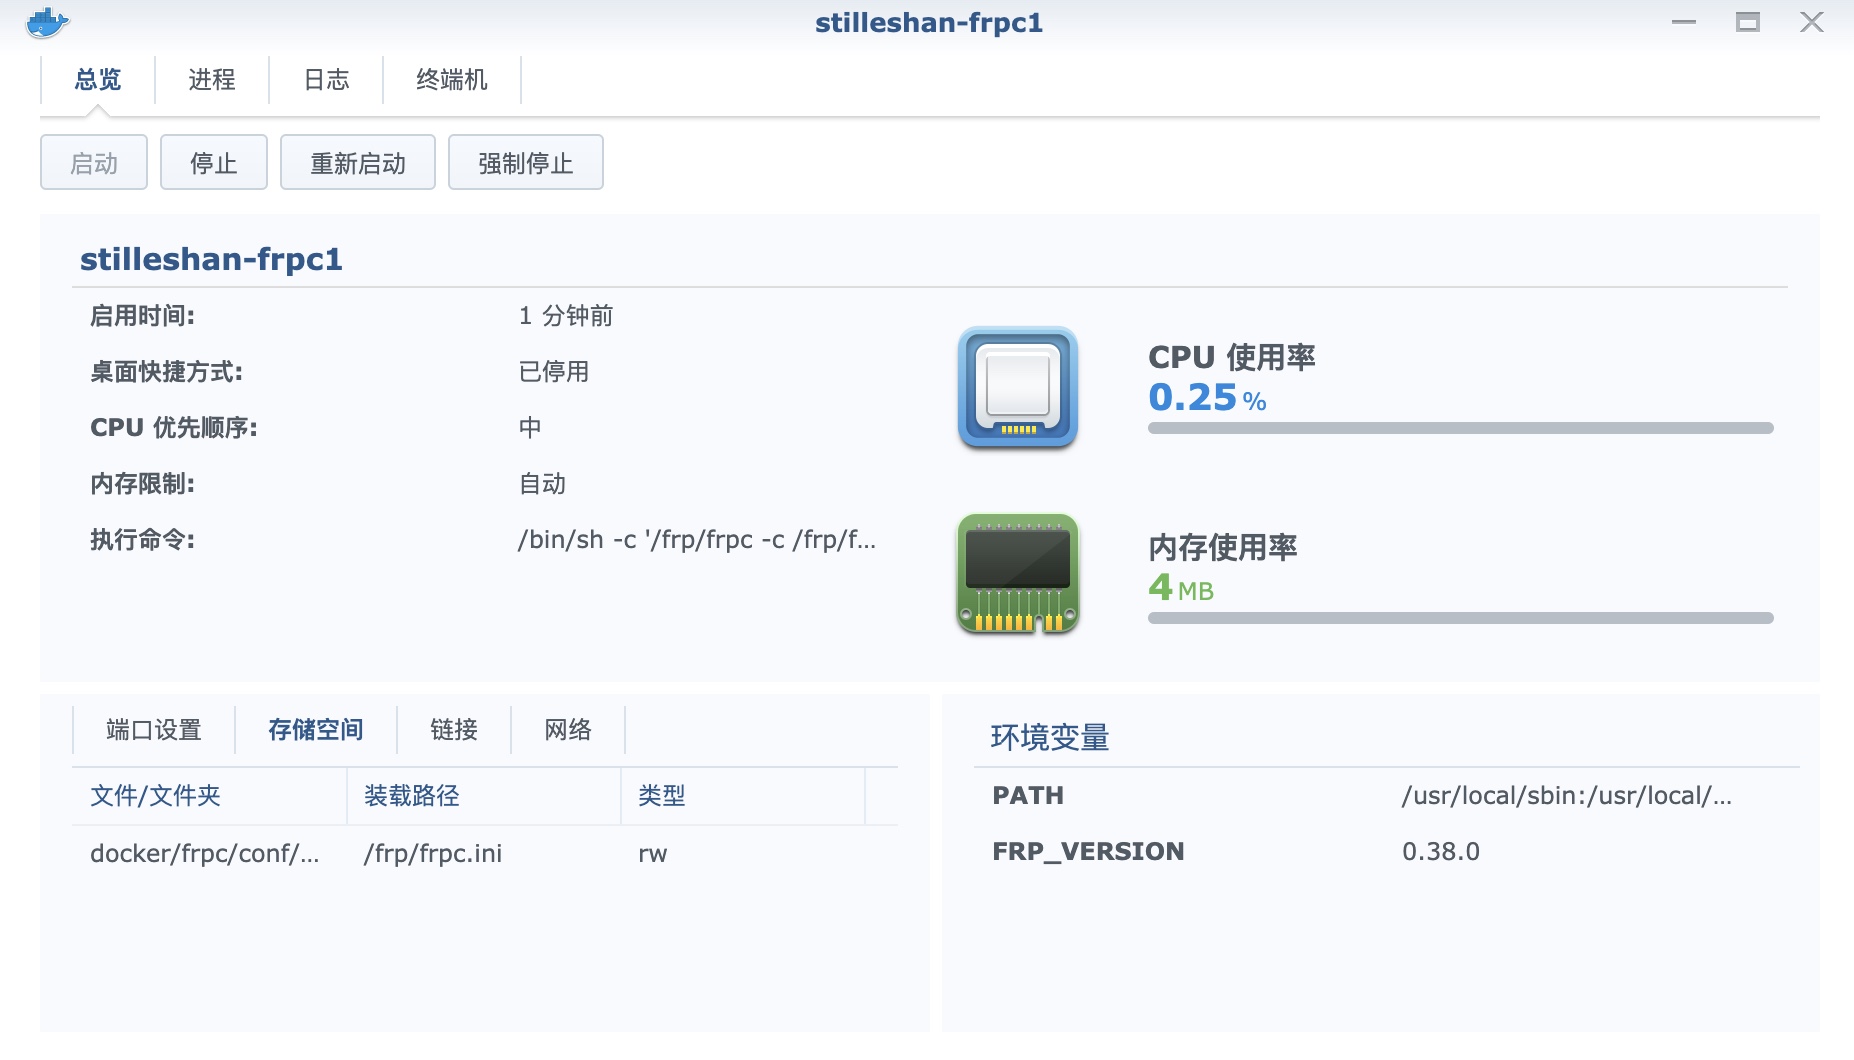 stilleshan-frpc1
总览 进程 日志 终端机
启动 停止 重新启动 强制停止
stilleshan-frpc1
启用时间: 1 分钟前
桌面快捷方式: 已停用
CPU 优先顺序: 中
内存限制: 自动
执行命令: /bin/sh -c '/frp/frpc -c /frp/f...
CPU 使用率
0.25 %
内存使用率
4 MB
端口设置 存储空间 链接 网络
文件/文件夹 装载路径 类型
docker/frpc/conf/... /frp/frpc.ini rw
环境变量
PATH /usr/local/sbin:/usr/local/...
FRP_VERSION 0.38.0